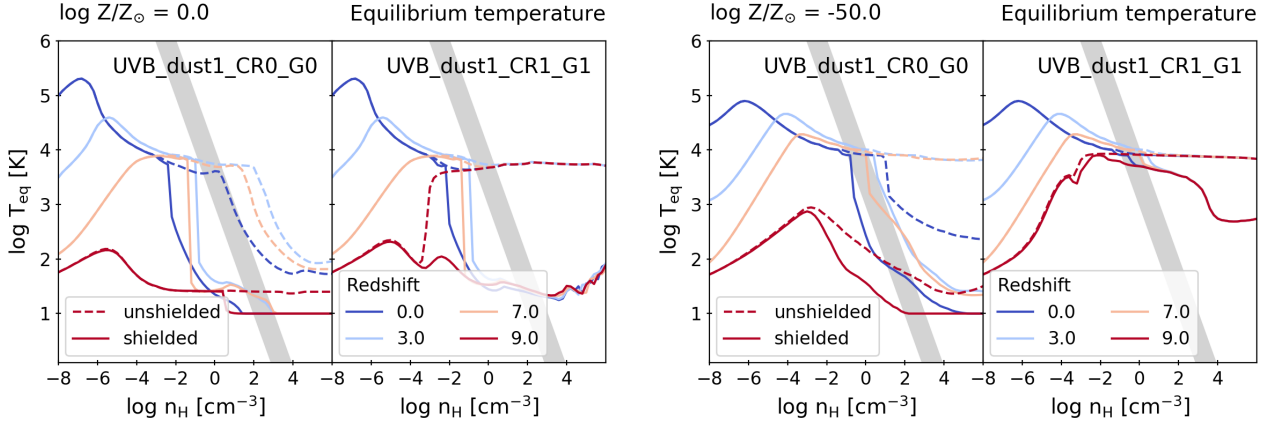 log Z/Z⊙ = 0.0 Equilibrium temperature
log Z/Z⊙ = -50.0 Equilibrium temperature
UVB_dust1_CR0_G0
UVB_dust1_CR1_G1
UVB_dust1_CR0_G0
UVB_dust1_CR1_G1
log T_eq [K]
6
5
4
3
2
1
unshielded
shielded
Redshift
0.0 7.0
3.0 9.0
−8 −6 −4 −2 0 2 4
−8 −6 −4 −2 0 2 4
log n_H [cm⁻³]
log n_H [cm⁻³]
log T_eq [K]
6
5
4
3
2
1
unshielded
shielded
Redshift
0.0 7.0
3.0 9.0
−8 −6 −4 −2 0 2 4
−8 −6 −4 −2 0 2 4
log n_H [cm⁻³]
log n_H [cm⁻³]